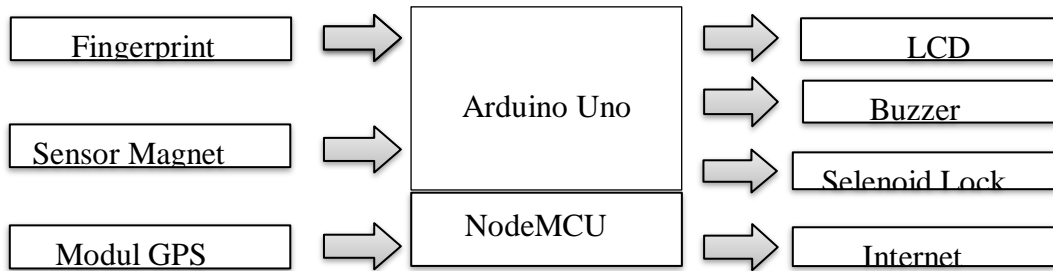 Fingerprint
LCD
Arduino Uno
Buzzer
Sensor Magnet
Selenoid Lock
NodeMCU
Modul GPS
Internet